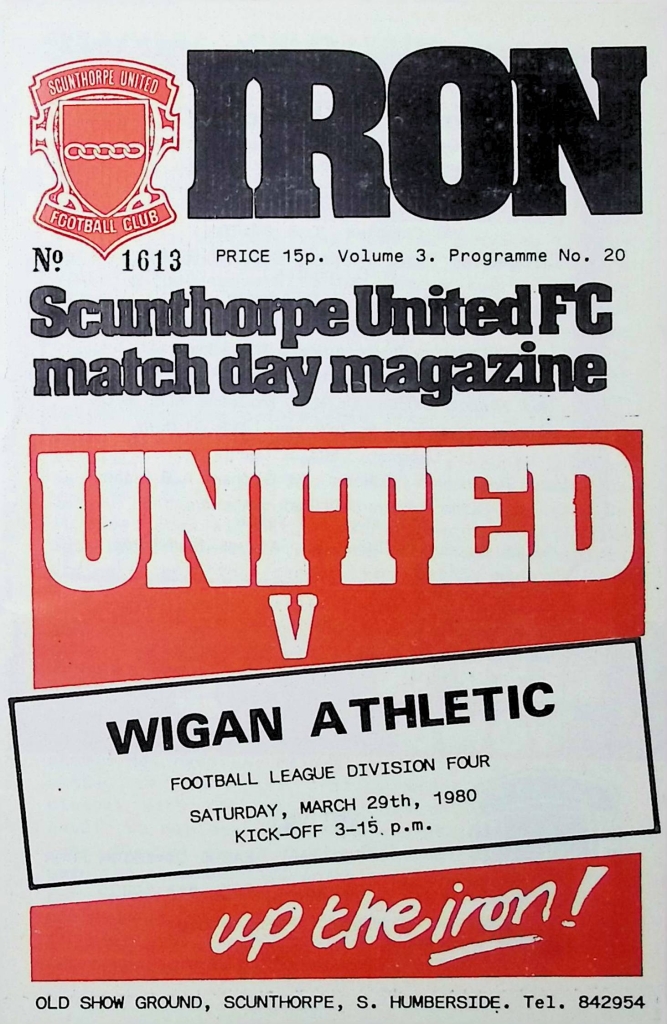 SCUNTHORPE UNITED
FOOTBALL CLUB
IRON
Nº 1613 PRICE 15p. Volume 3. Programme No. 20
Scunthorpe United FC
match day magazine
UNITED
V
WIGAN ATHLETIC
FOOTBALL LEAGUE DIVISION FOUR
SATURDAY, MARCH 29th, 1980
KICK-OFF 3-15. p.m.
up the iron!
OLD SHOW GROUND, SCUNTHORPE, S. HUMBERSIDE. Tel. 842954